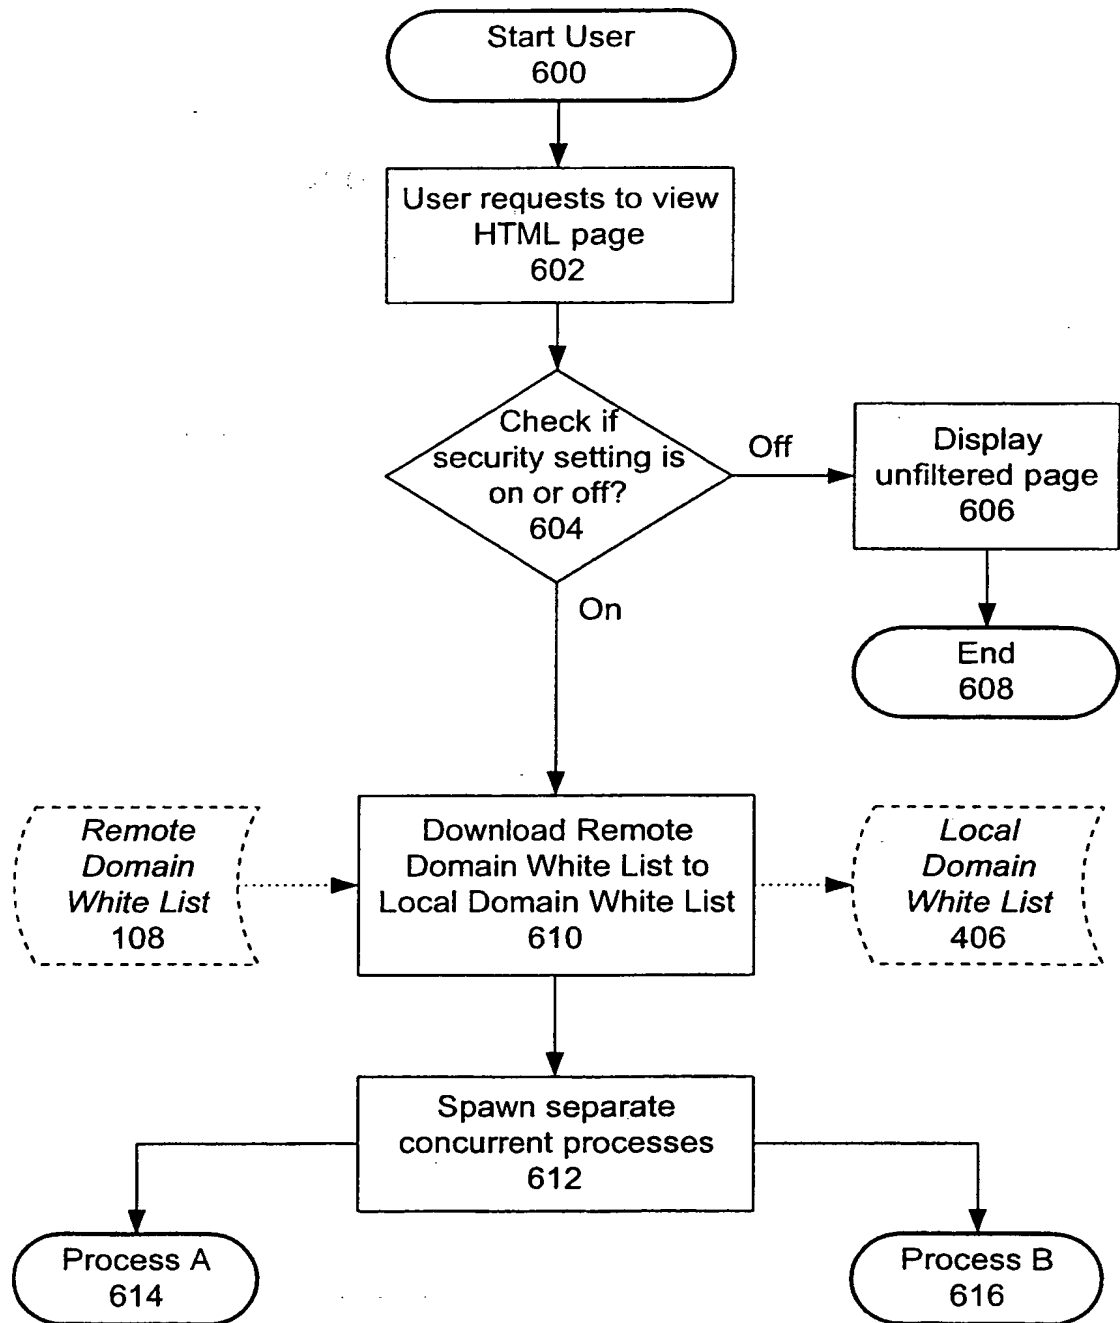 Start User
600
User requests to view
HTML page
602
Check if
security setting is
on or off?
604
Off
Display
unfiltered page
606
On
End
608
Remote
Domain
White List
108
Download Remote
Domain White List to
Local Domain White List
610
Local
Domain
White List
406
Spawn separate
concurrent processes
612
Process A
614
Process B
616